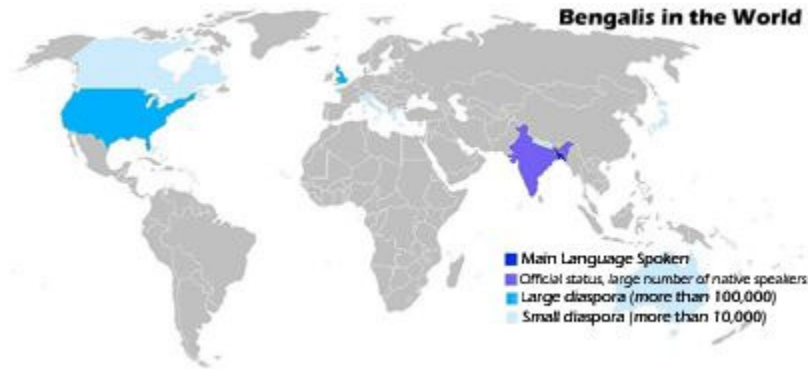 Bengalis in the World
Main Language Spoken
Official status, large number of native speakers
Large diaspora (more than 100,000)
Small diaspora (more than 10,000)